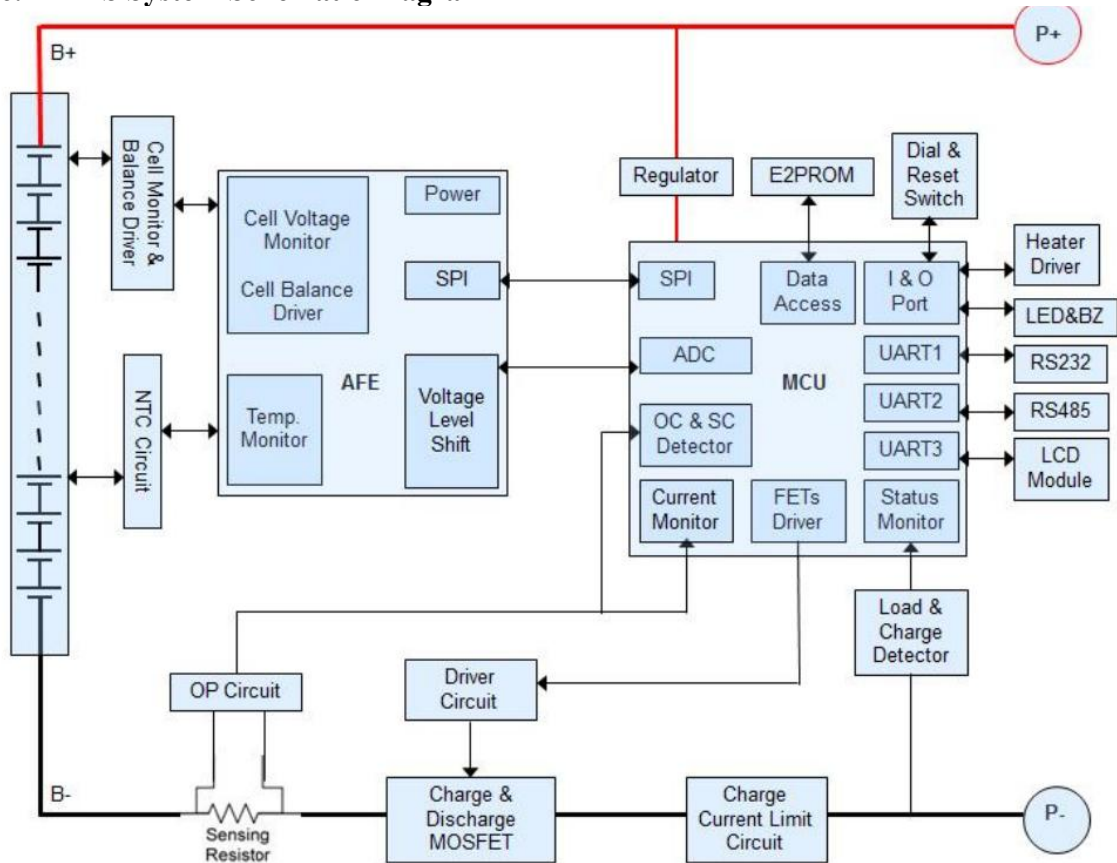 B+
P+
Cell Monitor &
Balance Driver
Cell Voltage
Monitor
Cell Balance
Driver
Power
SPI
AFE
Temp.
Monitor
Voltage
Level
Shift
NTC Circuit
Regulator
E2PROM
Dial &
Reset
Switch
SPI
Data
Access
I & O
Port
Heater
Driver
LED&BZ
ADC
MCU
UART1
RS232
UART2
RS485
OC & SC
Detector
UART3
LCD
Module
Current
Monitor
FETs
Driver
Status
Monitor
Load &
Charge
Detector
OP Circuit
Driver
Circuit
B-
Sensing
Resistor
Charge &
Discharge
MOSFET
Charge
Current Limit
Circuit
P-